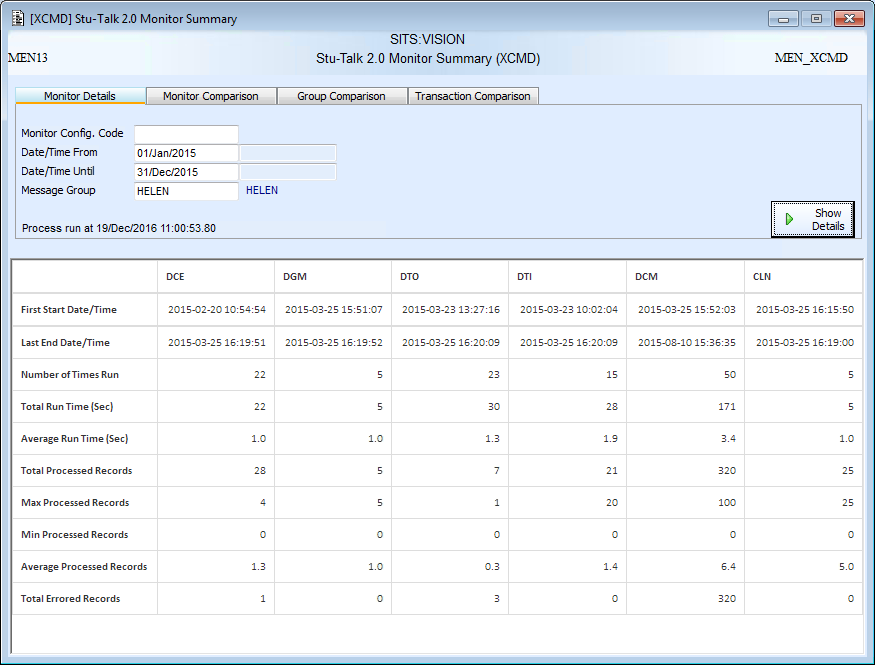 [XCMD] Stu-Talk 2.0 Monitor Summary
SITS:VISION
MEN13 Stu-Talk 2.0 Monitor Summary (XCMD) MEN_XCMD
Monitor Details Monitor Comparison Group Comparison Transaction Comparison
Monitor Config. Code
Date/Time From 01/Jan/2015
Date/Time Until 31/Dec/2015
Message Group HELEN HELEN
Show Details
Process run at 19/Dec/2016 11:00:53.80
DCE DGM DTO DTI DCM CLN
First Start Date/Time 2015-02-20 10:54:54 2015-03-25 15:51:07 2015-03-23 13:27:16 2015-03-23 10:02:04 2015-03-25 15:52:03 2015-03-25 16:15:50
Last End Date/Time 2015-03-25 16:19:51 2015-03-25 16:19:52 2015-03-25 16:20:09 2015-03-25 16:20:09 2015-08-10 15:36:35 2015-03-25 16:19:00
Number of Times Run 22 5 23 15 50 5
Total Run Time (Sec) 22 5 30 28 171 5
Average Run Time (Sec) 1.0 1.0 1.3 1.9 3.4 1.0
Total Processed Records 28 5 7 21 320 25
Max Processed Records 4 5 1 20 100 25
Min Processed Records 0 0 0 0 0 0
Average Processed Records 1.3 1.0 0.3 1.4 6.4 5.0
Total Errored Records 1 0 3 0 320 0